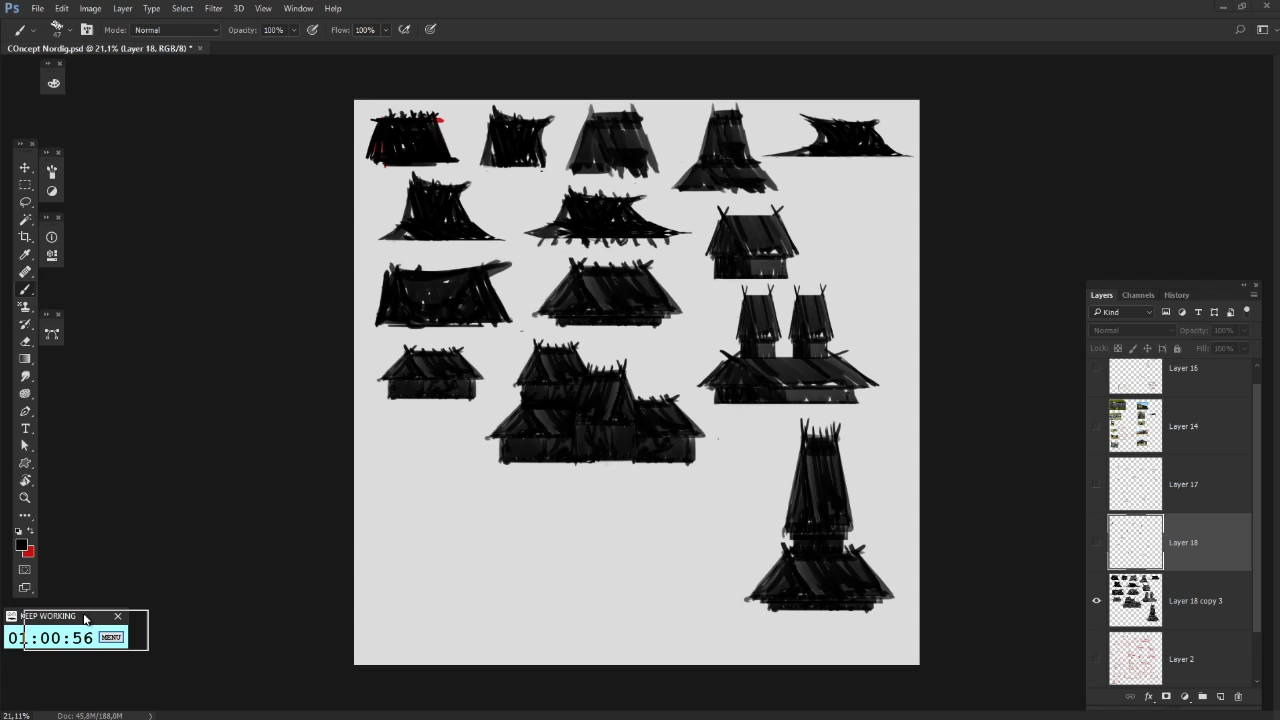 Ps File Edit Image Layer Type Select Filter 3D View Window Help
47 Mode: Normal Opacity: 100% Flow: 100%
COncept Nordig.psd @ 21,1% (Layer 18, RGB/8) *
Layers Channels History
Kind
Normal Opacity: 100%
Lock: Fill: 100%
Layer 16
Layer 14
Layer 17
Layer 18
Layer 18 copy 3
Layer 2
KEEP WORKING
01:00:56 MENU
21,11% Doc: 45,8M/188,0M